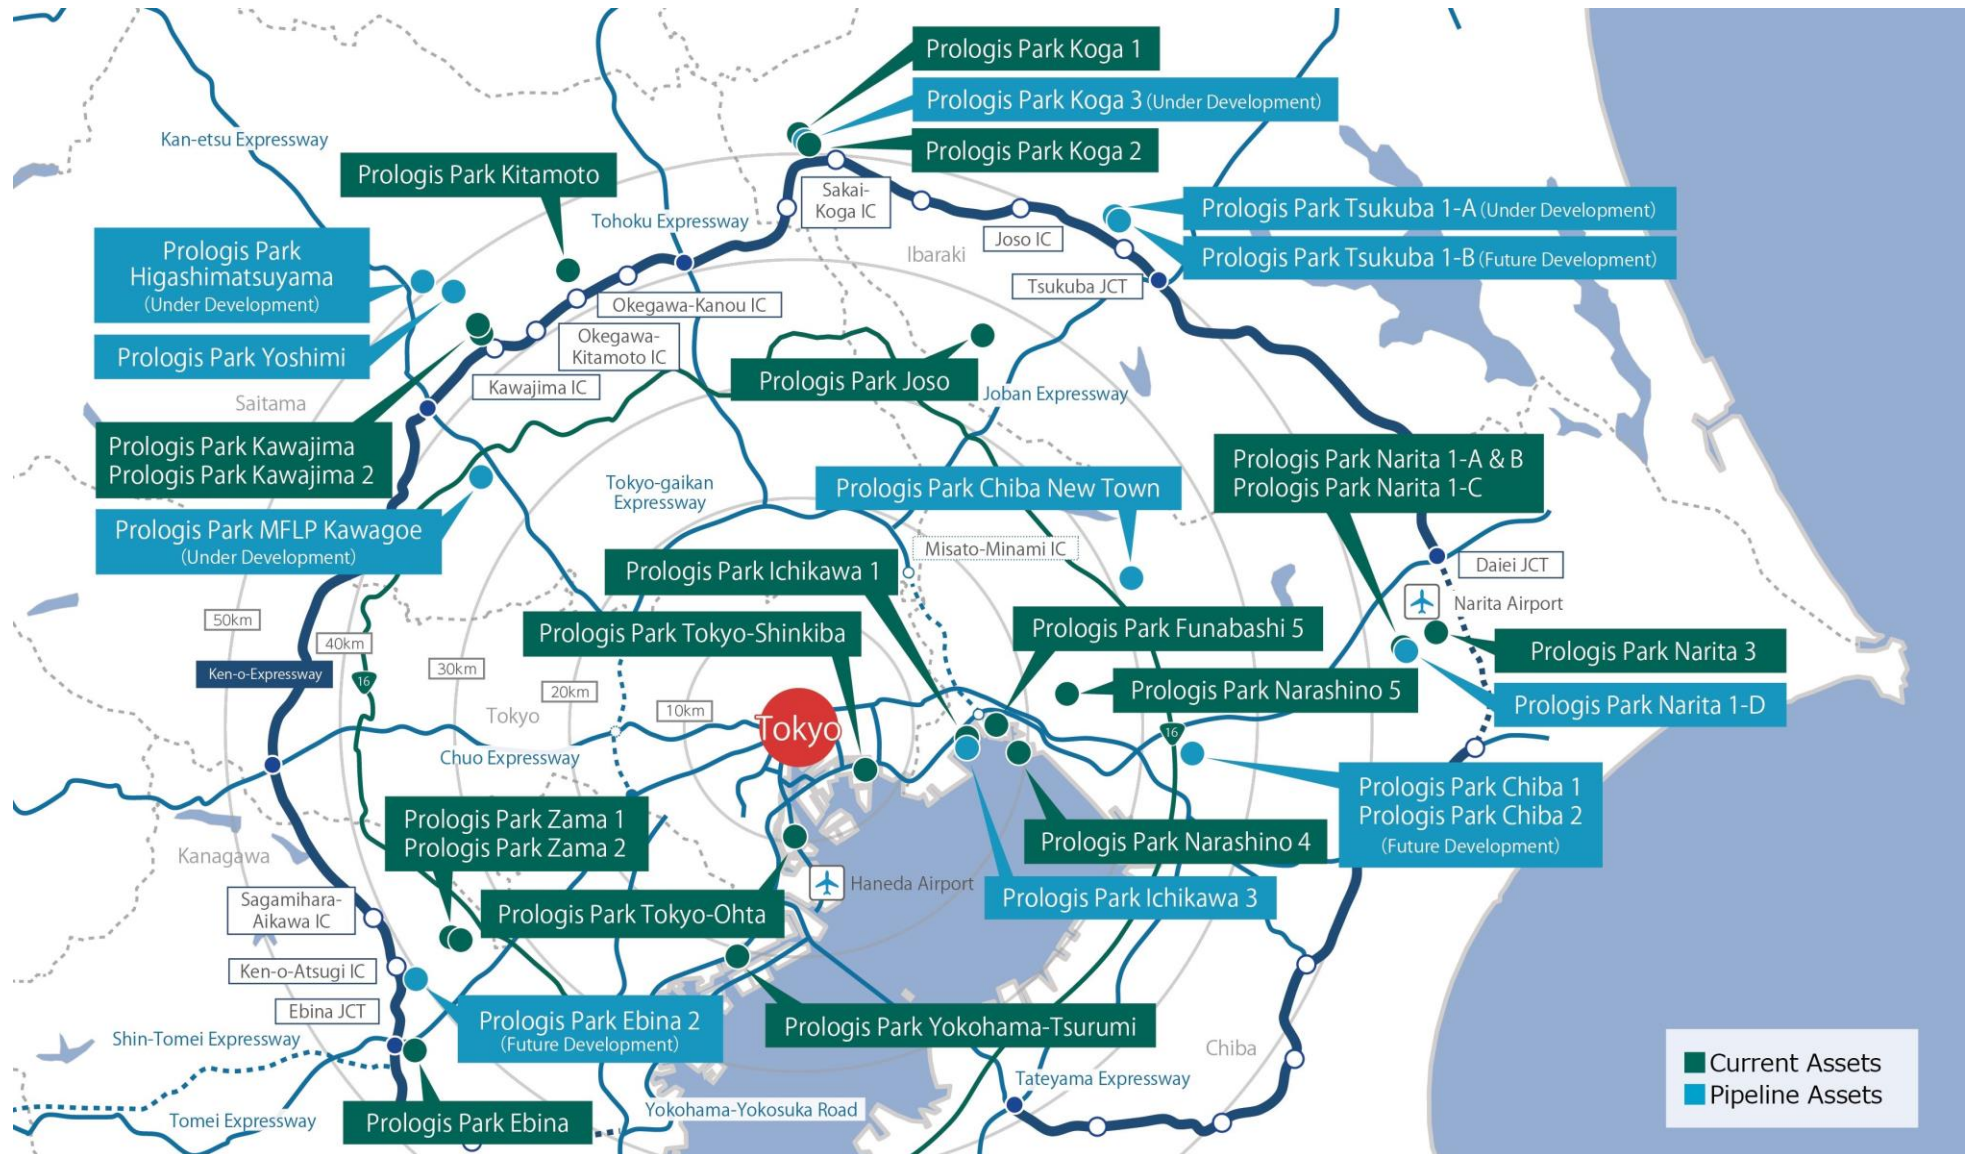 Prologis Park Koga 1
Prologis Park Koga 3 (Under Development)
Prologis Park Koga 2
Kan-etsu Expressway
Prologis Park Kitamoto
Sakai-
Koga IC
Tohoku Expressway
Joso IC
Ibaraki
Prologis Park Tsukuba 1-A (Under Development)
Prologis Park Tsukuba 1-B (Future Development)
Tsukuba JCT
Prologis Park
Higashimatsuyama
(Under Development)
Prologis Park Yoshimi
Okegawa-Kanou IC
Okegawa-
Kitamoto IC
Kawajima IC
Saitama
Prologis Park Joso
Joban Expressway
Prologis Park Kawajima
Prologis Park Kawajima 2
Prologis Park MFLP Kawagoe
(Under Development)
Tokyo-gaikan
Expressway
Prologis Park Chiba New Town
Prologis Park Narita 1-A & B
Prologis Park Narita 1-C
Misato-Minami IC
Daiei JCT
Narita Airport
Prologis Park Ichikawa 1
Prologis Park Tokyo-Shinkiba
Prologis Park Funabashi 5
Prologis Park Narita 3
50km
40km
30km
20km
10km
Ken-o-Expressway
16
Prologis Park Narashino 5
Prologis Park Narita 1-D
Tokyo
Tokyo
16
Chuo Expressway
Prologis Park Chiba 1
Prologis Park Chiba 2
(Future Development)
Prologis Park Zama 1
Prologis Park Zama 2
Prologis Park Narashino 4
Kanagawa
Haneda Airport
Prologis Park Ichikawa 3
Sagamihara-
Aikawa IC
Prologis Park Tokyo-Ohta
Ken-o-Atsugi IC
Ebina JCT
Prologis Park Ebina 2
(Future Development)
Prologis Park Yokohama-Tsurumi
Shin-Tomei Expressway
Chiba
Current Assets
Pipeline Assets
Tateyama Expressway
Tomei Expressway
Prologis Park Ebina
Yokohama-Yokosuka Road